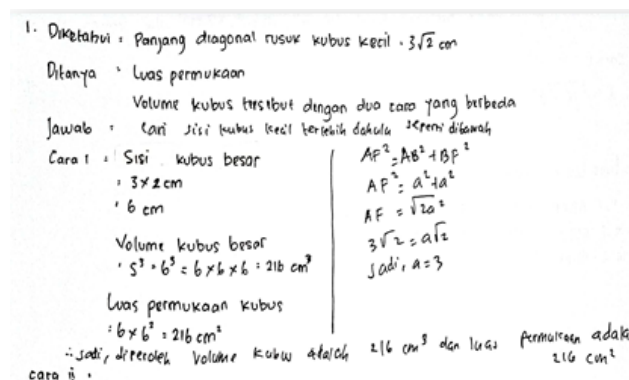 1. Diketahui : Panjang diagonal rusuk kubus kecil = 3√2 cm
Ditanya : Luas permukaan
Volume kubus tersebut dengan dua cara yang berbeda
Jawab : cari sisi kubus kecil terlebih dahulu seperti dibawah
Cara 1 : Sisi kubus besar
= 3 × 2 cm
= 6 cm
Volume kubus besar
= S³ = 6³ = 6 × 6 × 6 = 216 cm³
Luas permukaan kubus
= 6 × 6² = 216 cm²
AF² = AB² + BF²
AF² = a² + a²
AF = √2a²
3√2 = a√2
Jadi, a = 3
∴ Jadi, diperoleh volume kubus adalah 216 cm³ dan luas permukaan adala
216 cm²
cara ii :